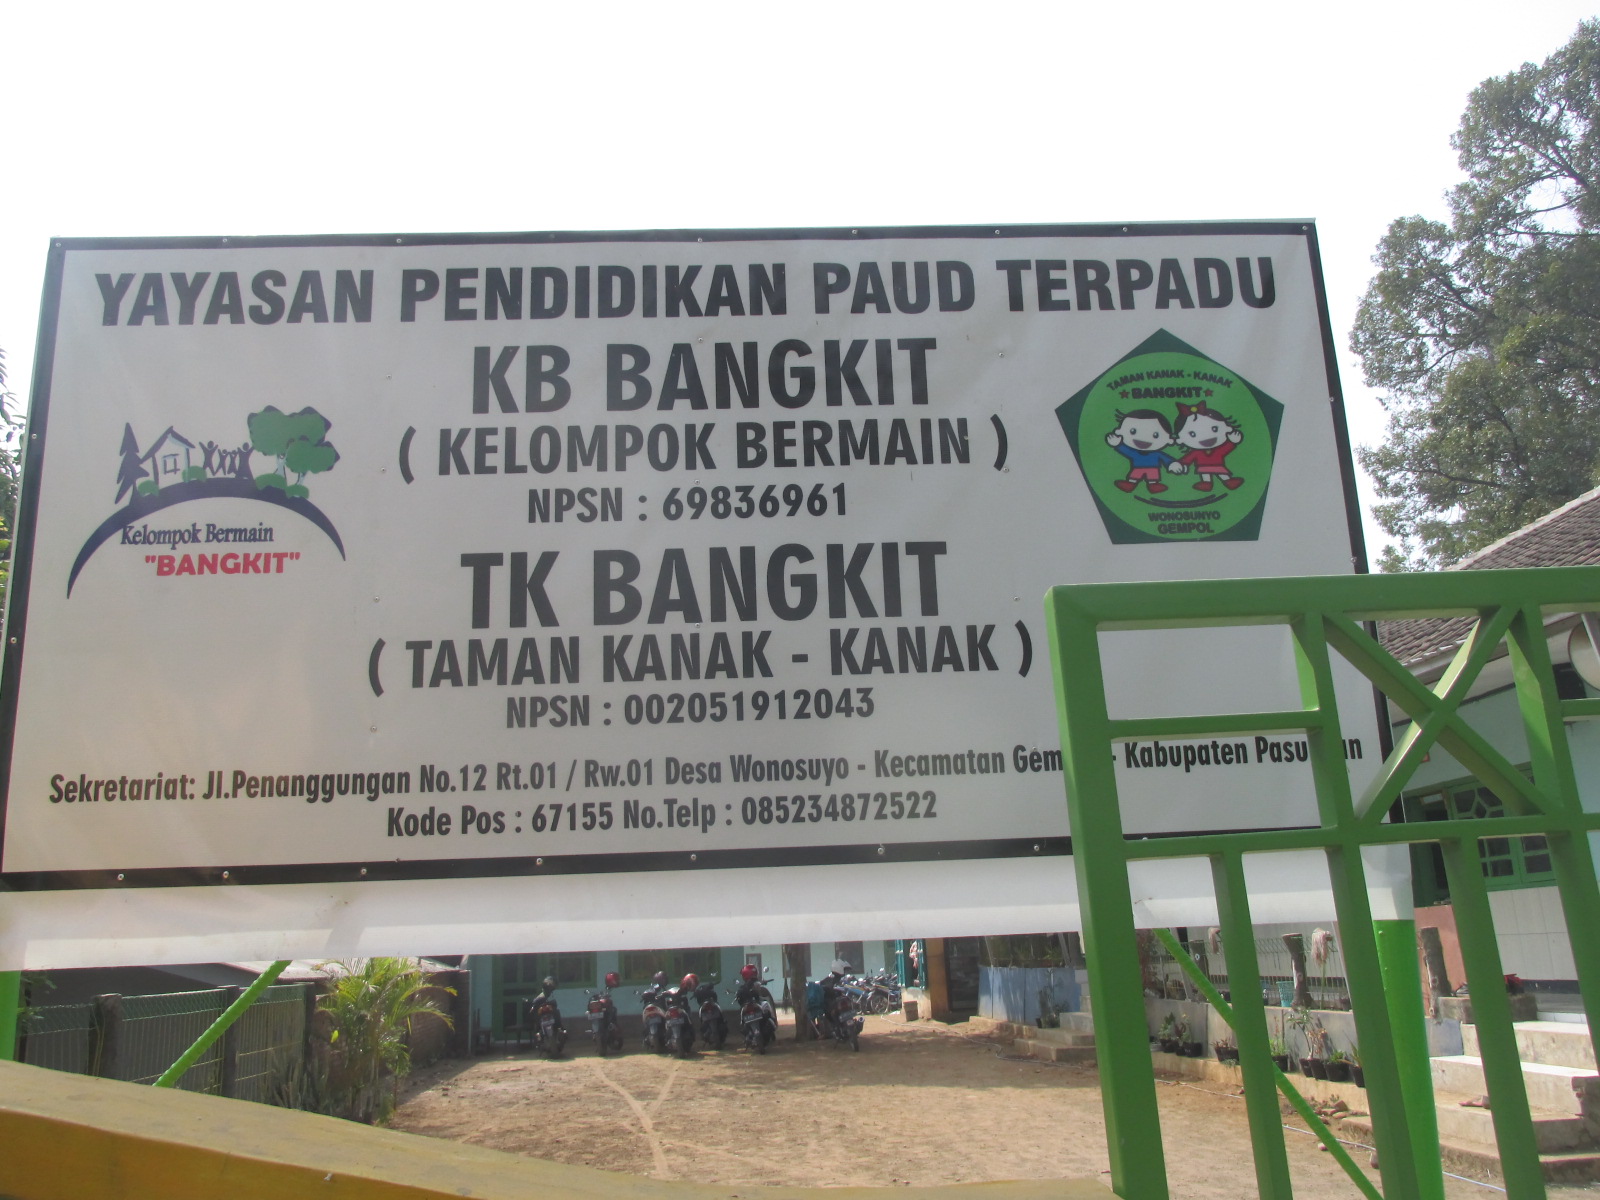 YAYASAN PENDIDIKAN PAUD TERPADU
KB BANGKIT
( KELOMPOK BERMAIN )
NPSN : 69836961
Kelompok Bermain
"BANGKIT"
TAMAN KANAK - KANAK
BANGKIT
WONOSUNYO
GEMPOL
TK BANGKIT
( TAMAN KANAK - KANAK )
NPSN : 002051912043
Sekretariat: Jl.Penanggungan No.12 Rt.01 / Rw.01 Desa Wonosuyo - Kecamatan - Kabupaten
Kode Pos : 67155 No.Telp : 085234872522